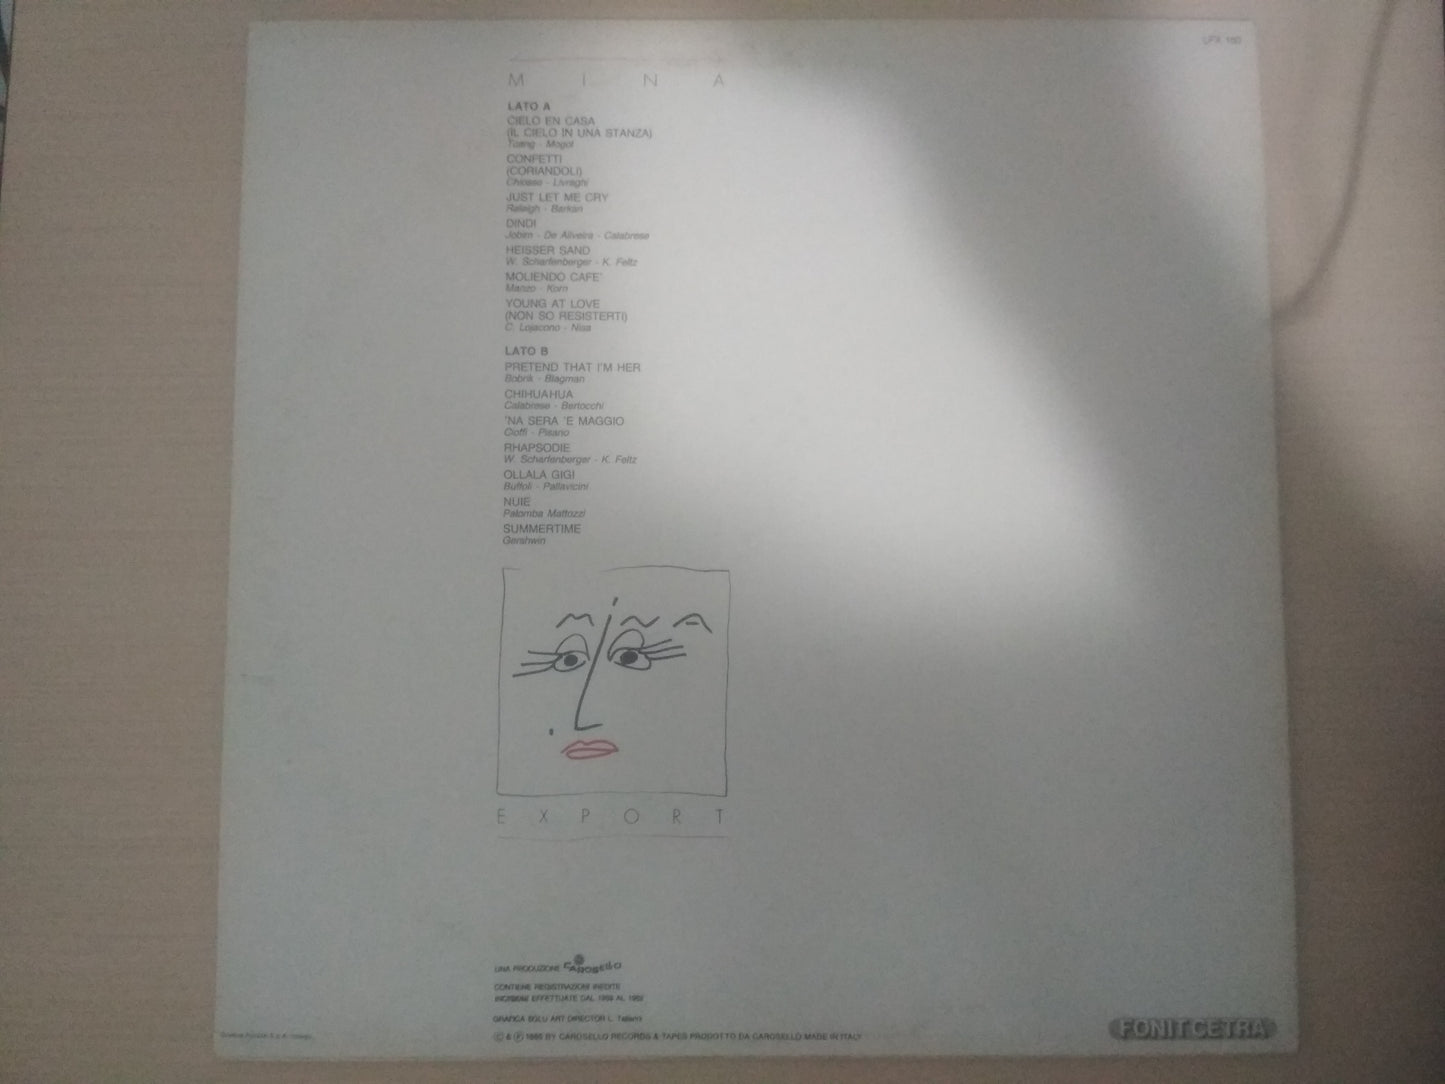 LFX 160
MINA
LATO A
CIELO EN CASA
(IL CIELO IN UNA STANZA)
Toang - Mogol
CONFETTI
(CORIANDOLI)
Chiosso - Livraghi
JUST LET ME CRY
Raleigh - Barkan
DINDI
Jobim - De Aliveira - Calabrese
HEISSER SAND
W. Scharfenberger - K. Feltz
MOLIENDO CAFE'
Manzo - Korn
YOUNG AT LOVE
(NON SO RESISTERTI)
C. Lojacono - Nisa
LATO B
PRETEND THAT I'M HER
Bobrik - Blagman
CHIHUAHUA
Calabrese - Bertocchi
'NA SERA 'E MAGGIO
Cioffi - Pisano
RHAPSODIE
W. Scharfenberger - K. Feltz
OLLALA GIGI
Buffoli - Pallavicini
NUIE
Palomba Mattozzi
SUMMERTIME
Gershwin
MINA
EXPORT
UNA PRODUZIONE CAROSELLO
CONTIENE REGISTRAZIONI INEDITE
INCISIONI EFFETTUATE DAL
GRAFICA SOLU ART DIRECTOR L. Tallarini
© & ℗ BY CAROSELLO RECORDS & TAPES PRODOTTO DA CAROSELLO MADE IN ITALY
FONIT CETRA